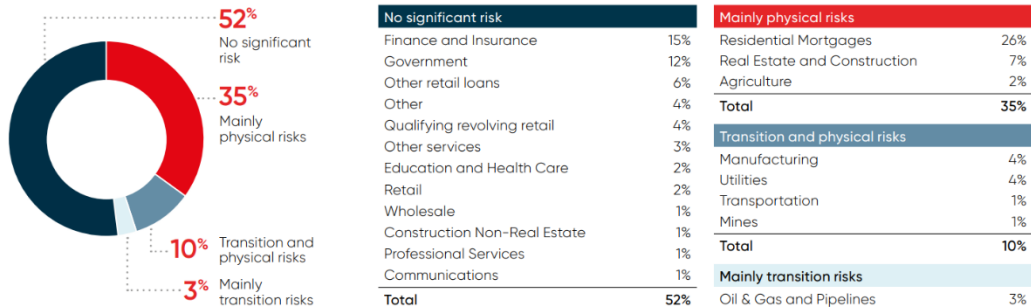 52%
No significant
risk
35%
Mainly
physical risks
10% Transition and
physical risks
3% Mainly
transition risks
No significant risk
Finance and Insurance 15%
Government 12%
Other retail loans 6%
Other 4%
Qualifying revolving retail 4%
Other services 3%
Education and Health Care 2%
Retail 2%
Wholesale 1%
Construction Non-Real Estate 1%
Professional Services 1%
Communications 1%
Total 52%
Mainly physical risks
Residential Mortgages 26%
Real Estate and Construction 7%
Agriculture 2%
Total 35%
Transition and physical risks
Manufacturing 4%
Utilities 4%
Transportation 1%
Mines 1%
Total 10%
Mainly transition risks
Oil & Gas and Pipelines 3%